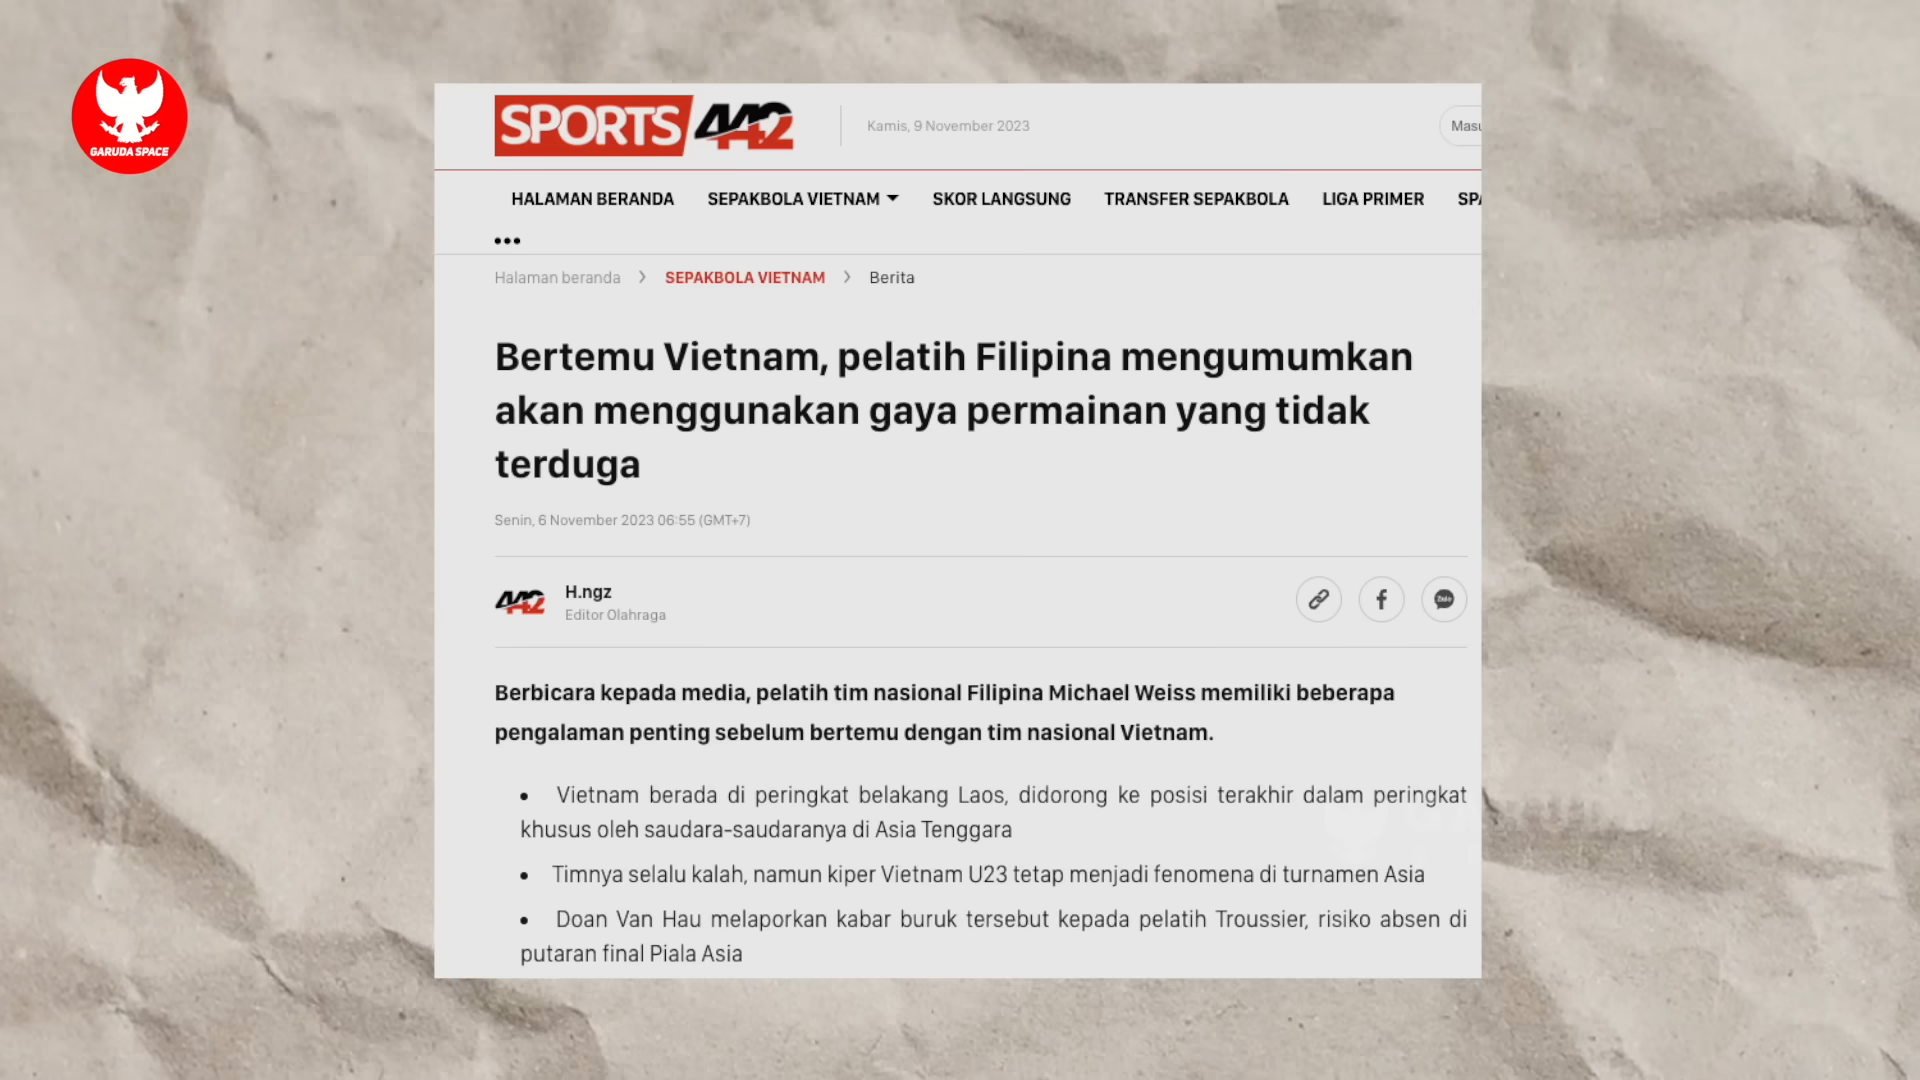 GARUDA SPACE
SPORTS 442
Kamis, 9 November 2023
HALAMAN BERANDA SEPAKBOLA VIETNAM SKOR LANGSUNG TRANSFER SEPAKBOLA LIGA PRIMER
•••
Halaman beranda > SEPAKBOLA VIETNAM > Berita
Bertemu Vietnam, pelatih Filipina mengumumkan
akan menggunakan gaya permainan yang tidak
terduga
Senin, 6 November 2023 06:55 (GMT+7)
442
H.ngz
Editor Olahraga
Zalo
Berbicara kepada media, pelatih tim nasional Filipina Michael Weiss memiliki beberapa
pengalaman penting sebelum bertemu dengan tim nasional Vietnam.
• Vietnam berada di peringkat belakang Laos, didorong ke posisi terakhir dalam peringkat
khusus oleh saudara-saudaranya di Asia Tenggara
• Timnya selalu kalah, namun kiper Vietnam U23 tetap menjadi fenomena di turnamen Asia
• Doan Van Hau melaporkan kabar buruk tersebut kepada pelatih Troussier, risiko absen di
putaran final Piala Asia